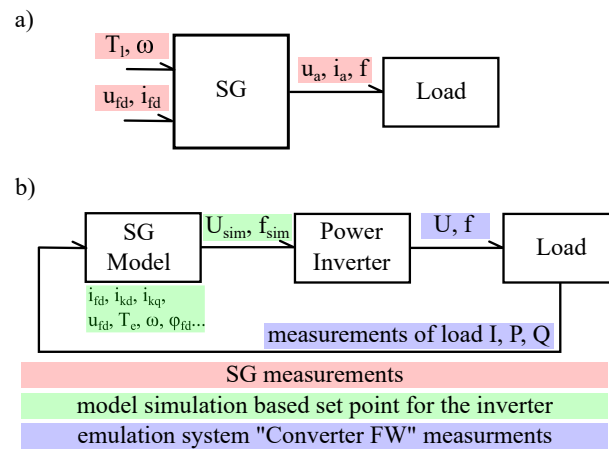 a)
T_l, ω
u_fd, i_fd
SG
u_a, i_a, f
Load
b)
SG
Model
U_sim, f_sim
Power
Inverter
U, f
Load
i_fd, i_kd, i_kq,
u_fd, T_e, ω, φ_fd...
measurements of load I, P, Q
SG measurements
model simulation based set point for the inverter
emulation system "Converter FW" measurments